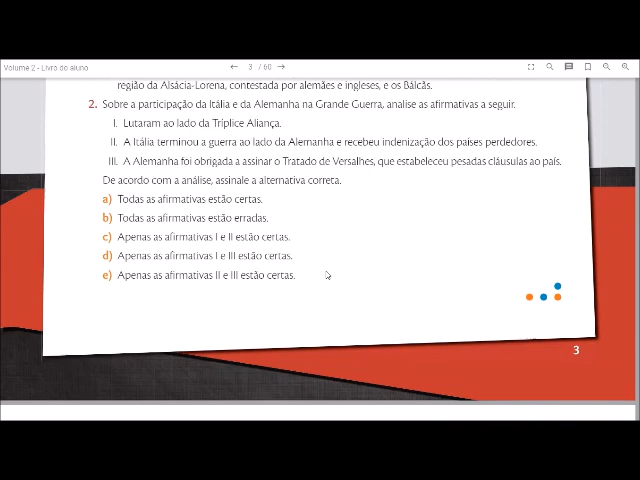 Volume 2 - Livro do aluno
3 / 60
região da Alsácia-Lorena, contestada por alemães e ingleses, e os Bálcãs.
2. Sobre a participação da Itália e da Alemanha na Grande Guerra, analise as afirmativas a seguir.
I. Lutaram ao lado da Tríplice Aliança.
II. A Itália terminou a guerra ao lado da Alemanha e recebeu indenização dos países perdedores.
III. A Alemanha foi obrigada a assinar o Tratado de Versalhes, que estabeleceu pesadas cláusulas ao país.
De acordo com a análise, assinale a alternativa correta.
a) Todas as afirmativas estão certas.
b) Todas as afirmativas estão erradas.
c) Apenas as afirmativas I e II estão certas.
d) Apenas as afirmativas I e III estão certas.
e) Apenas as afirmativas II e III estão certas.
3